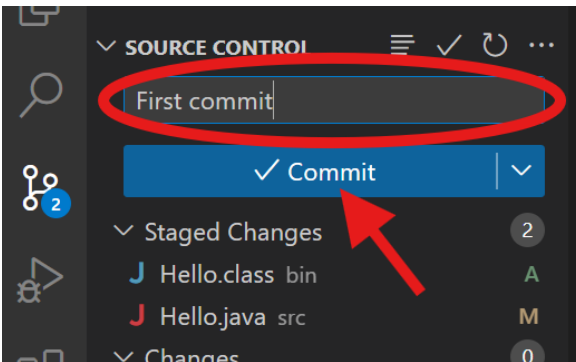 SOURCE CONTROL
First commit
Commit
2
Staged Changes 2
J Hello.class bin A
J Hello.java src M
Changes 0